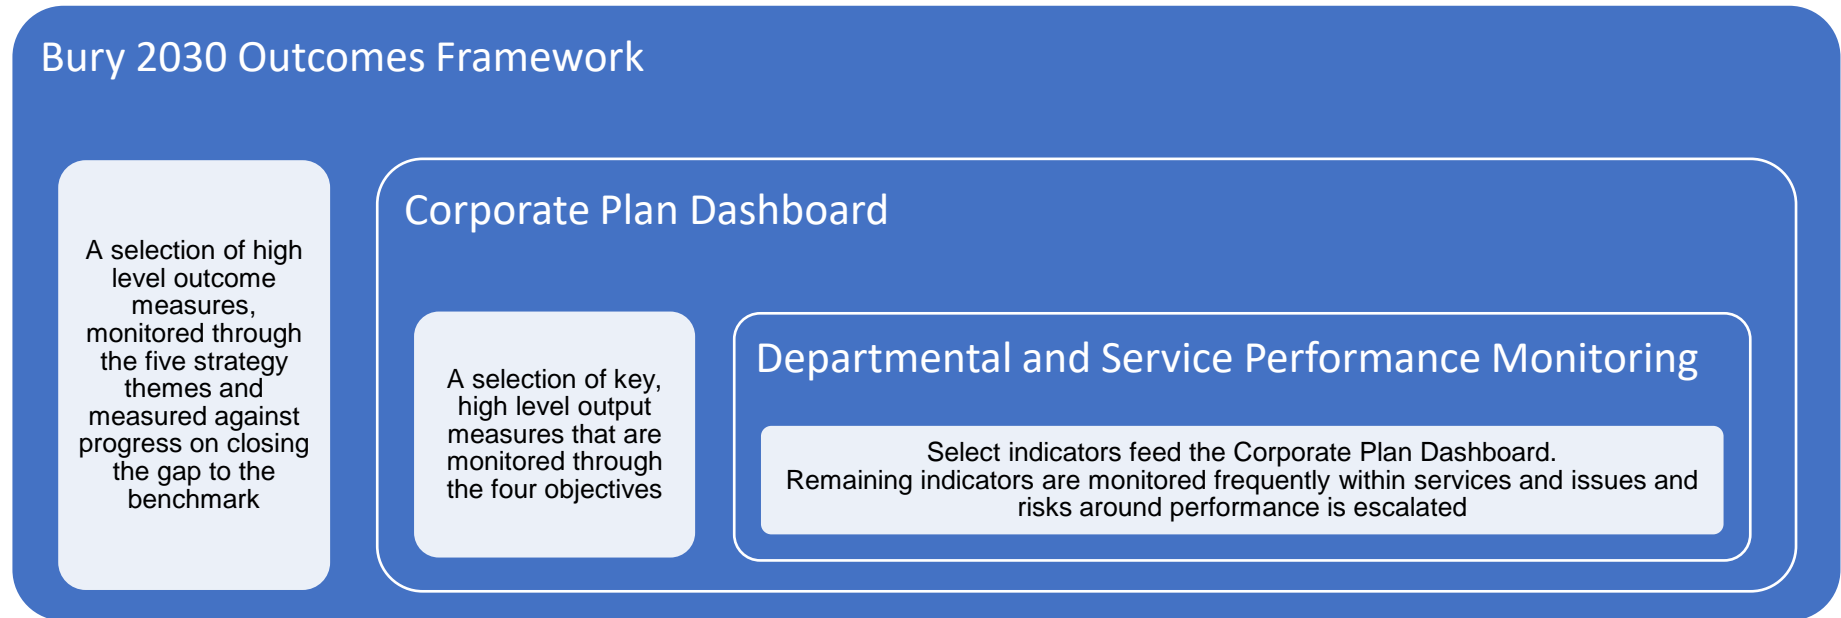 Bury 2030 Outcomes Framework
A selection of high
level outcome
measures,
monitored through
the five strategy
themes and
measured against
progress on closing
the gap to the
benchmark
Corporate Plan Dashboard
A selection of key,
high level output
measures that are
monitored through
the four objectives
Departmental and Service Performance Monitoring
Select indicators feed the Corporate Plan Dashboard.
Remaining indicators are monitored frequently within services and issues and
risks around performance is escalated